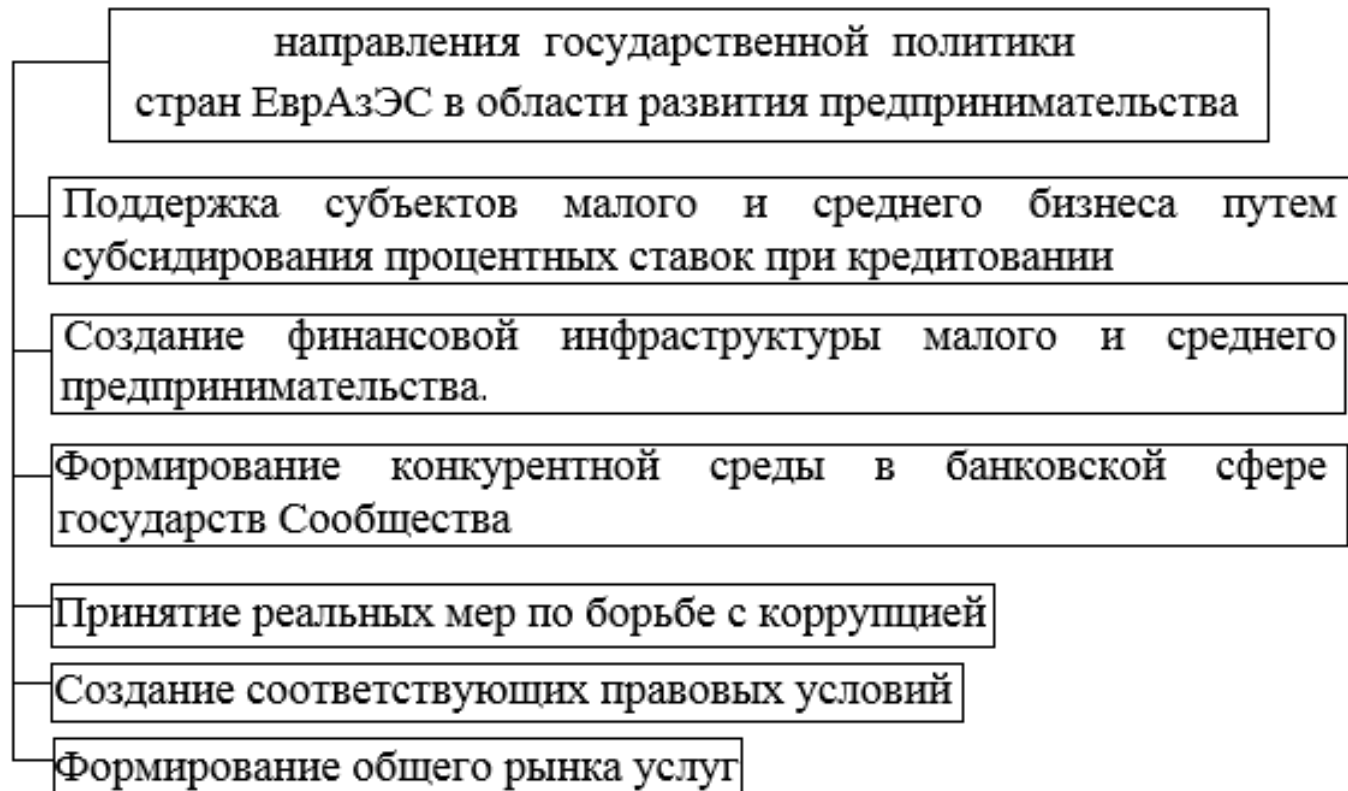 направления государственной политики
стран ЕврАзЭС в области развития предпринимательства
Поддержка субъектов малого и среднего бизнеса путем
субсидирования процентных ставок при кредитовании
Создание финансовой инфраструктуры малого и среднего
предпринимательства.
Формирование конкурентной среды в банковской сфере
государств Сообщества
Принятие реальных мер по борьбе с коррупцией
Создание соответствующих правовых условий
Формирование общего рынка услуг